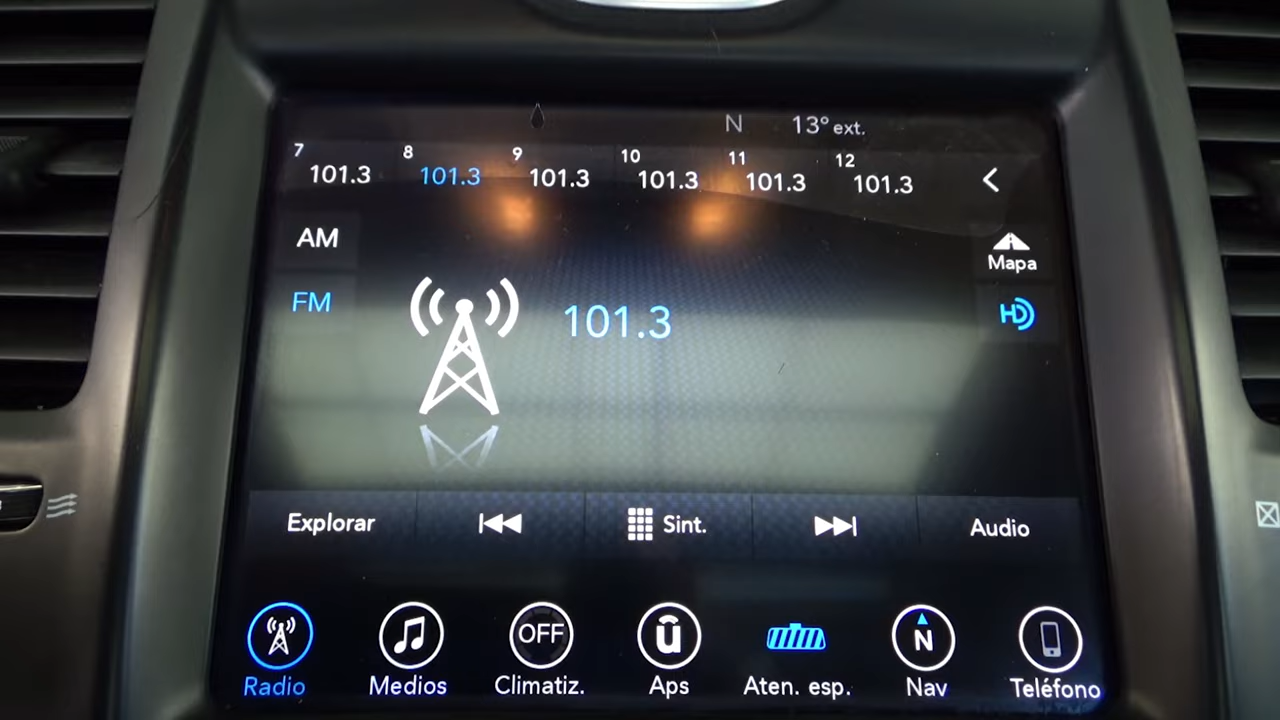 N 13° ext.
7 8 9 10 11 12
101.3 101.3 101.3 101.3 101.3 101.3
AM
Mapa
FM 101.3 HD
Explorar Sint. Audio
OFF N
Radio Medios Climatiz. Aps Aten. esp. Nav Teléfono